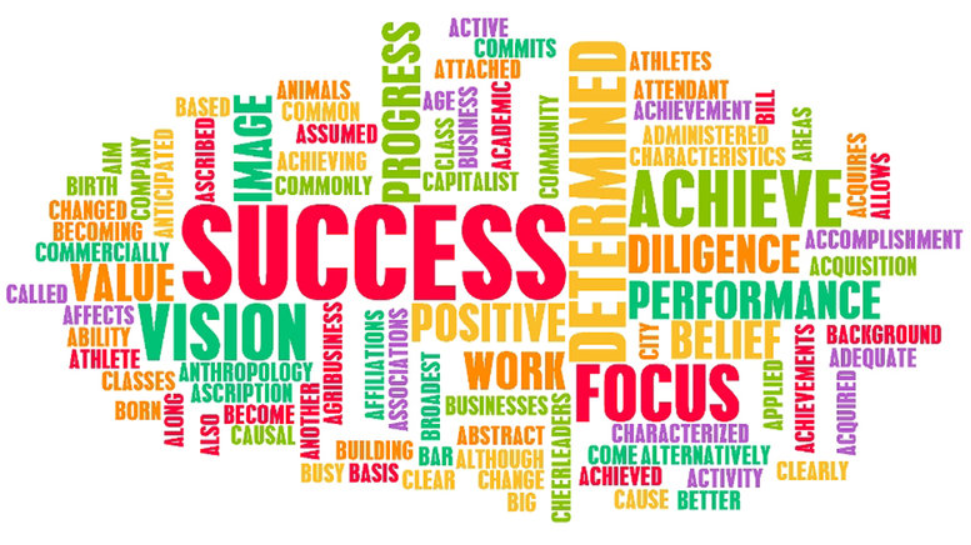 ACTIVE
COMMITS
ATTACHED
PROGRESS
DETERMINED
ATHLETES
ATTENDANT
ACHIEVEMENT
BILL
ANIMALS
BASED
COMMON
IMAGE
ASSUMED
AGE
CLASS
BUSINESS
ACADEMIC
COMMUNITY
ADMINISTERED
CHARACTERISTICS
AREAS
ACQUIRES
ALLOWS
AIM
COMPANY
ANTICIPATED
ASCRIBED
ACHIEVING
COMMONLY
CAPITALIST
BIRTH
ACHIEVE
CHANGED
BECOMING
SUCCESS
DILIGENCE
ACCOMPLISHMENT
COMMERCIALLY
ACQUISITION
CALLED
VALUE
PERFORMANCE
AFFECTS
VISION
POSITIVE
CITY
BELIEF
BACKGROUND
ABILITY
ATHLETE
AGRIBUSINESS
AFFILIATIONS
ASSOCIATIONS
BROADEST
WORK
ACHIEVEMENTS
ADEQUATE
CLASSES
ANTHROPOLOGY
ASCRIPTION
FOCUS
APPLIED
ACQUIRED
BORN
ALONG
ALSO
BECOME
CAUSAL
ANOTHER
BUSINESSES
CHEERLEADERS
CHARACTERIZED
BUILDING
BAR
ABSTRACT
ALTHOUGH
COME
ALTERNATIVELY
BUSY
BASIS
CLEAR
CHANGE
ACHIEVED
ACTIVITY
CLEARLY
BIG
CAUSE
BETTER